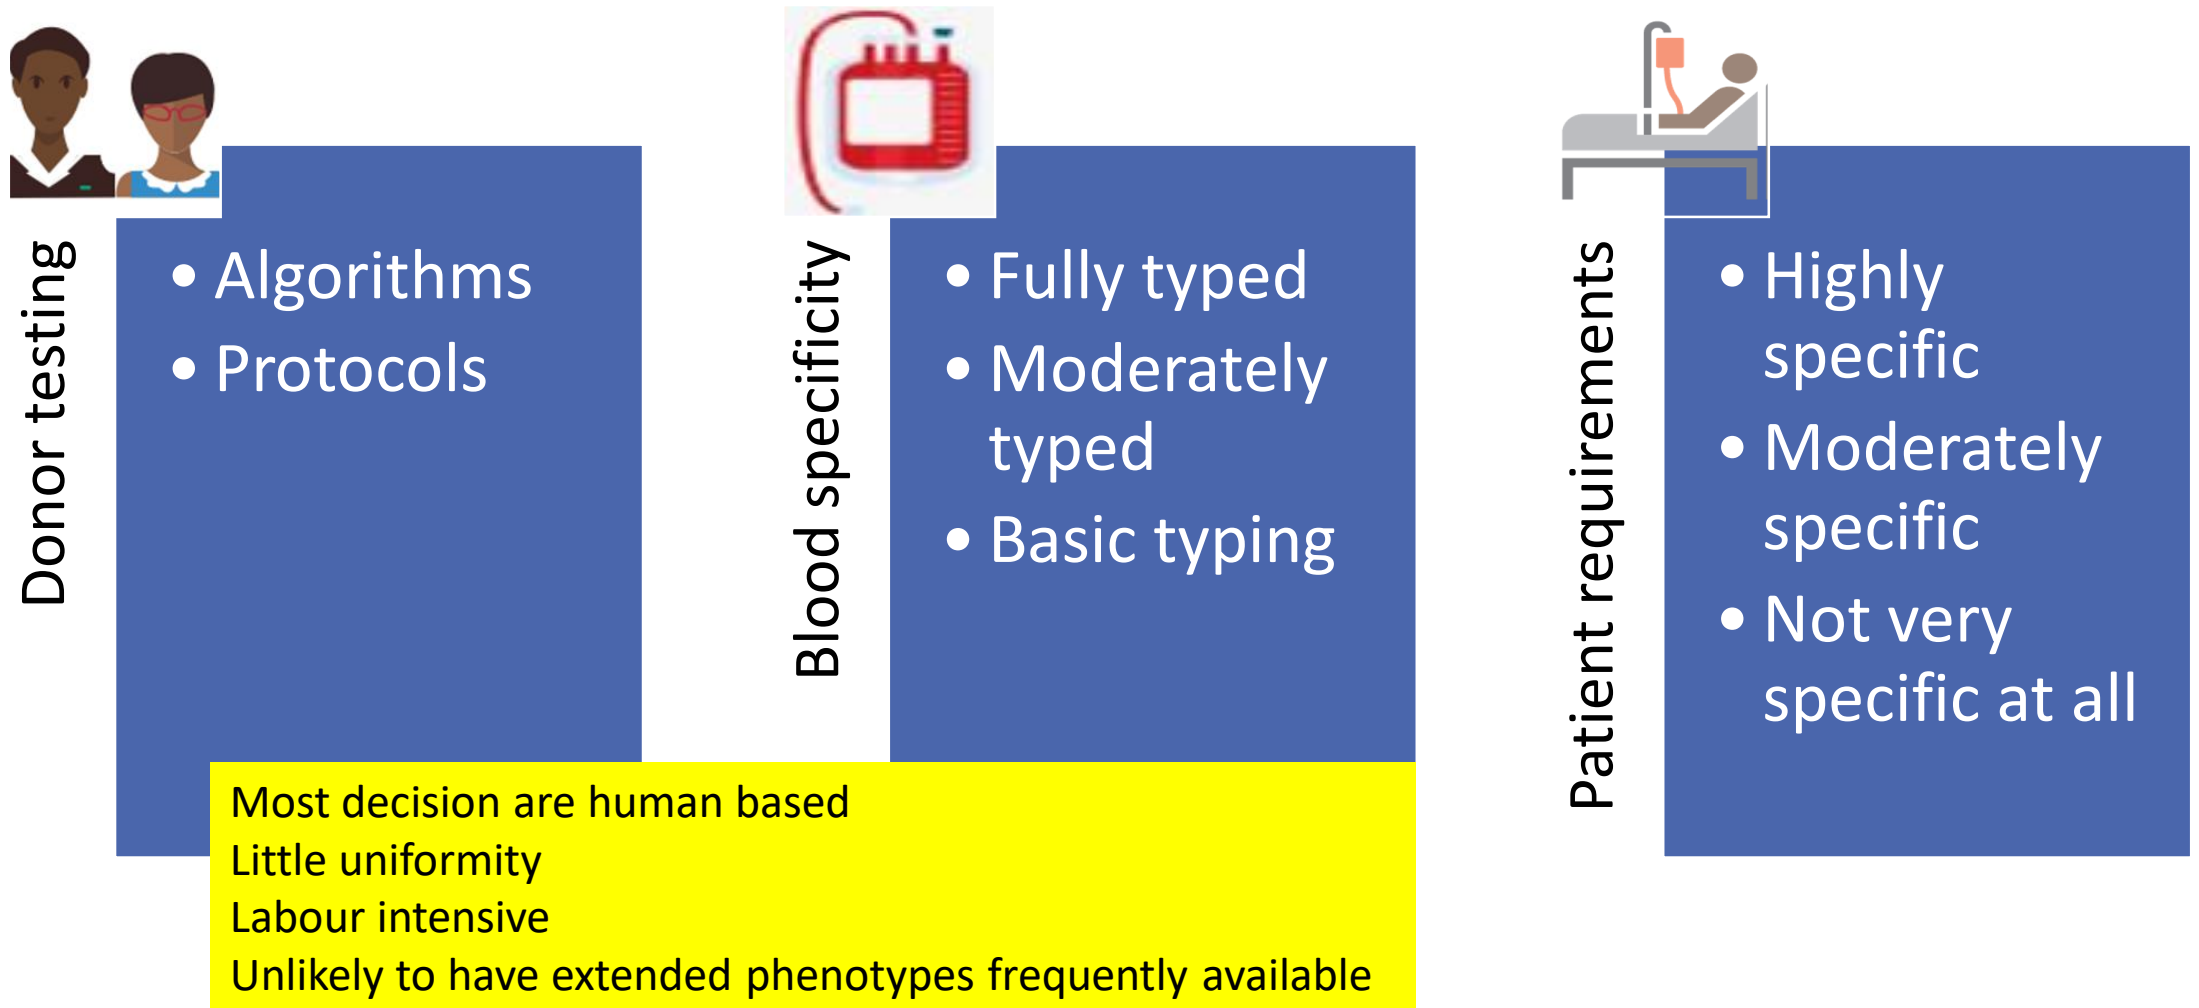 Donor testing
• Algorithms
• Protocols
Blood specificity
• Fully typed
• Moderately
typed
• Basic typing
Patient requirements
• Highly
specific
• Moderately
specific
• Not very
specific at all
Most decision are human based
Little uniformity
Labour intensive
Unlikely to have extended phenotypes frequently available